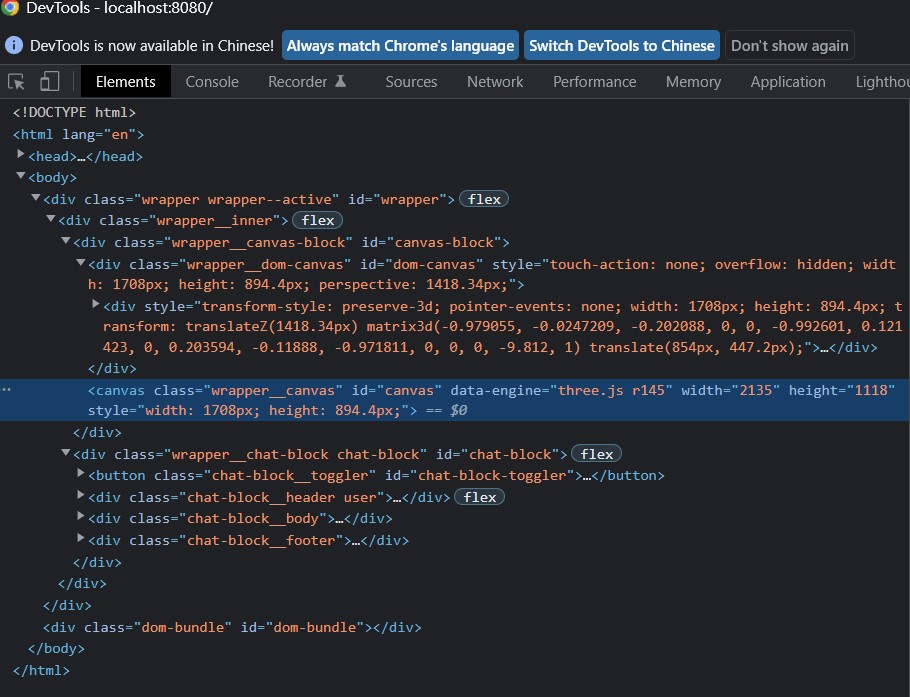 DevTools - localhost:8080/
DevTools is now available in Chinese! Always match Chrome's language Switch DevTools to Chinese Don't show again
Elements Console Recorder Sources Network Performance Memory Application Lighthou
<!DOCTYPE html>
<html lang="en">
<head>…</head>
<body>
<div class="wrapper wrapper--active" id="wrapper"> flex
<div class="wrapper__inner"> flex
<div class="wrapper__canvas-block" id="canvas-block">
<div class="wrapper__dom-canvas" id="dom-canvas" style="touch-action: none; overflow: hidden; widt
h: 1708px; height: 894.4px; perspective: 1418.34px;">
<div style="transform-style: preserve-3d; pointer-events: none; width: 1708px; height: 894.4px; t
ransform: translateZ(1418.34px) matrix3d(-0.979055, -0.0247209, -0.202088, 0, 0, -0.992601, 0.121
423, 0, 0.203594, -0.11888, -0.971811, 0, 0, 0, -9.812, 1) translate(854px, 447.2px);">…</div>
</div>
<canvas class="wrapper__canvas" id="canvas" data-engine="three.js r145" width="2135" height="1118"
style="width: 1708px; height: 894.4px;"> == $0
</div>
<div class="wrapper__chat-block chat-block" id="chat-block"> flex
<button class="chat-block__toggler" id="chat-block-toggler">…</button>
<div class="chat-block__header user">…</div> flex
<div class="chat-block__body">…</div>
<div class="chat-block__footer">…</div>
</div>
</div>
</div>
<div class="dom-bundle" id="dom-bundle"></div>
</body>
</html>